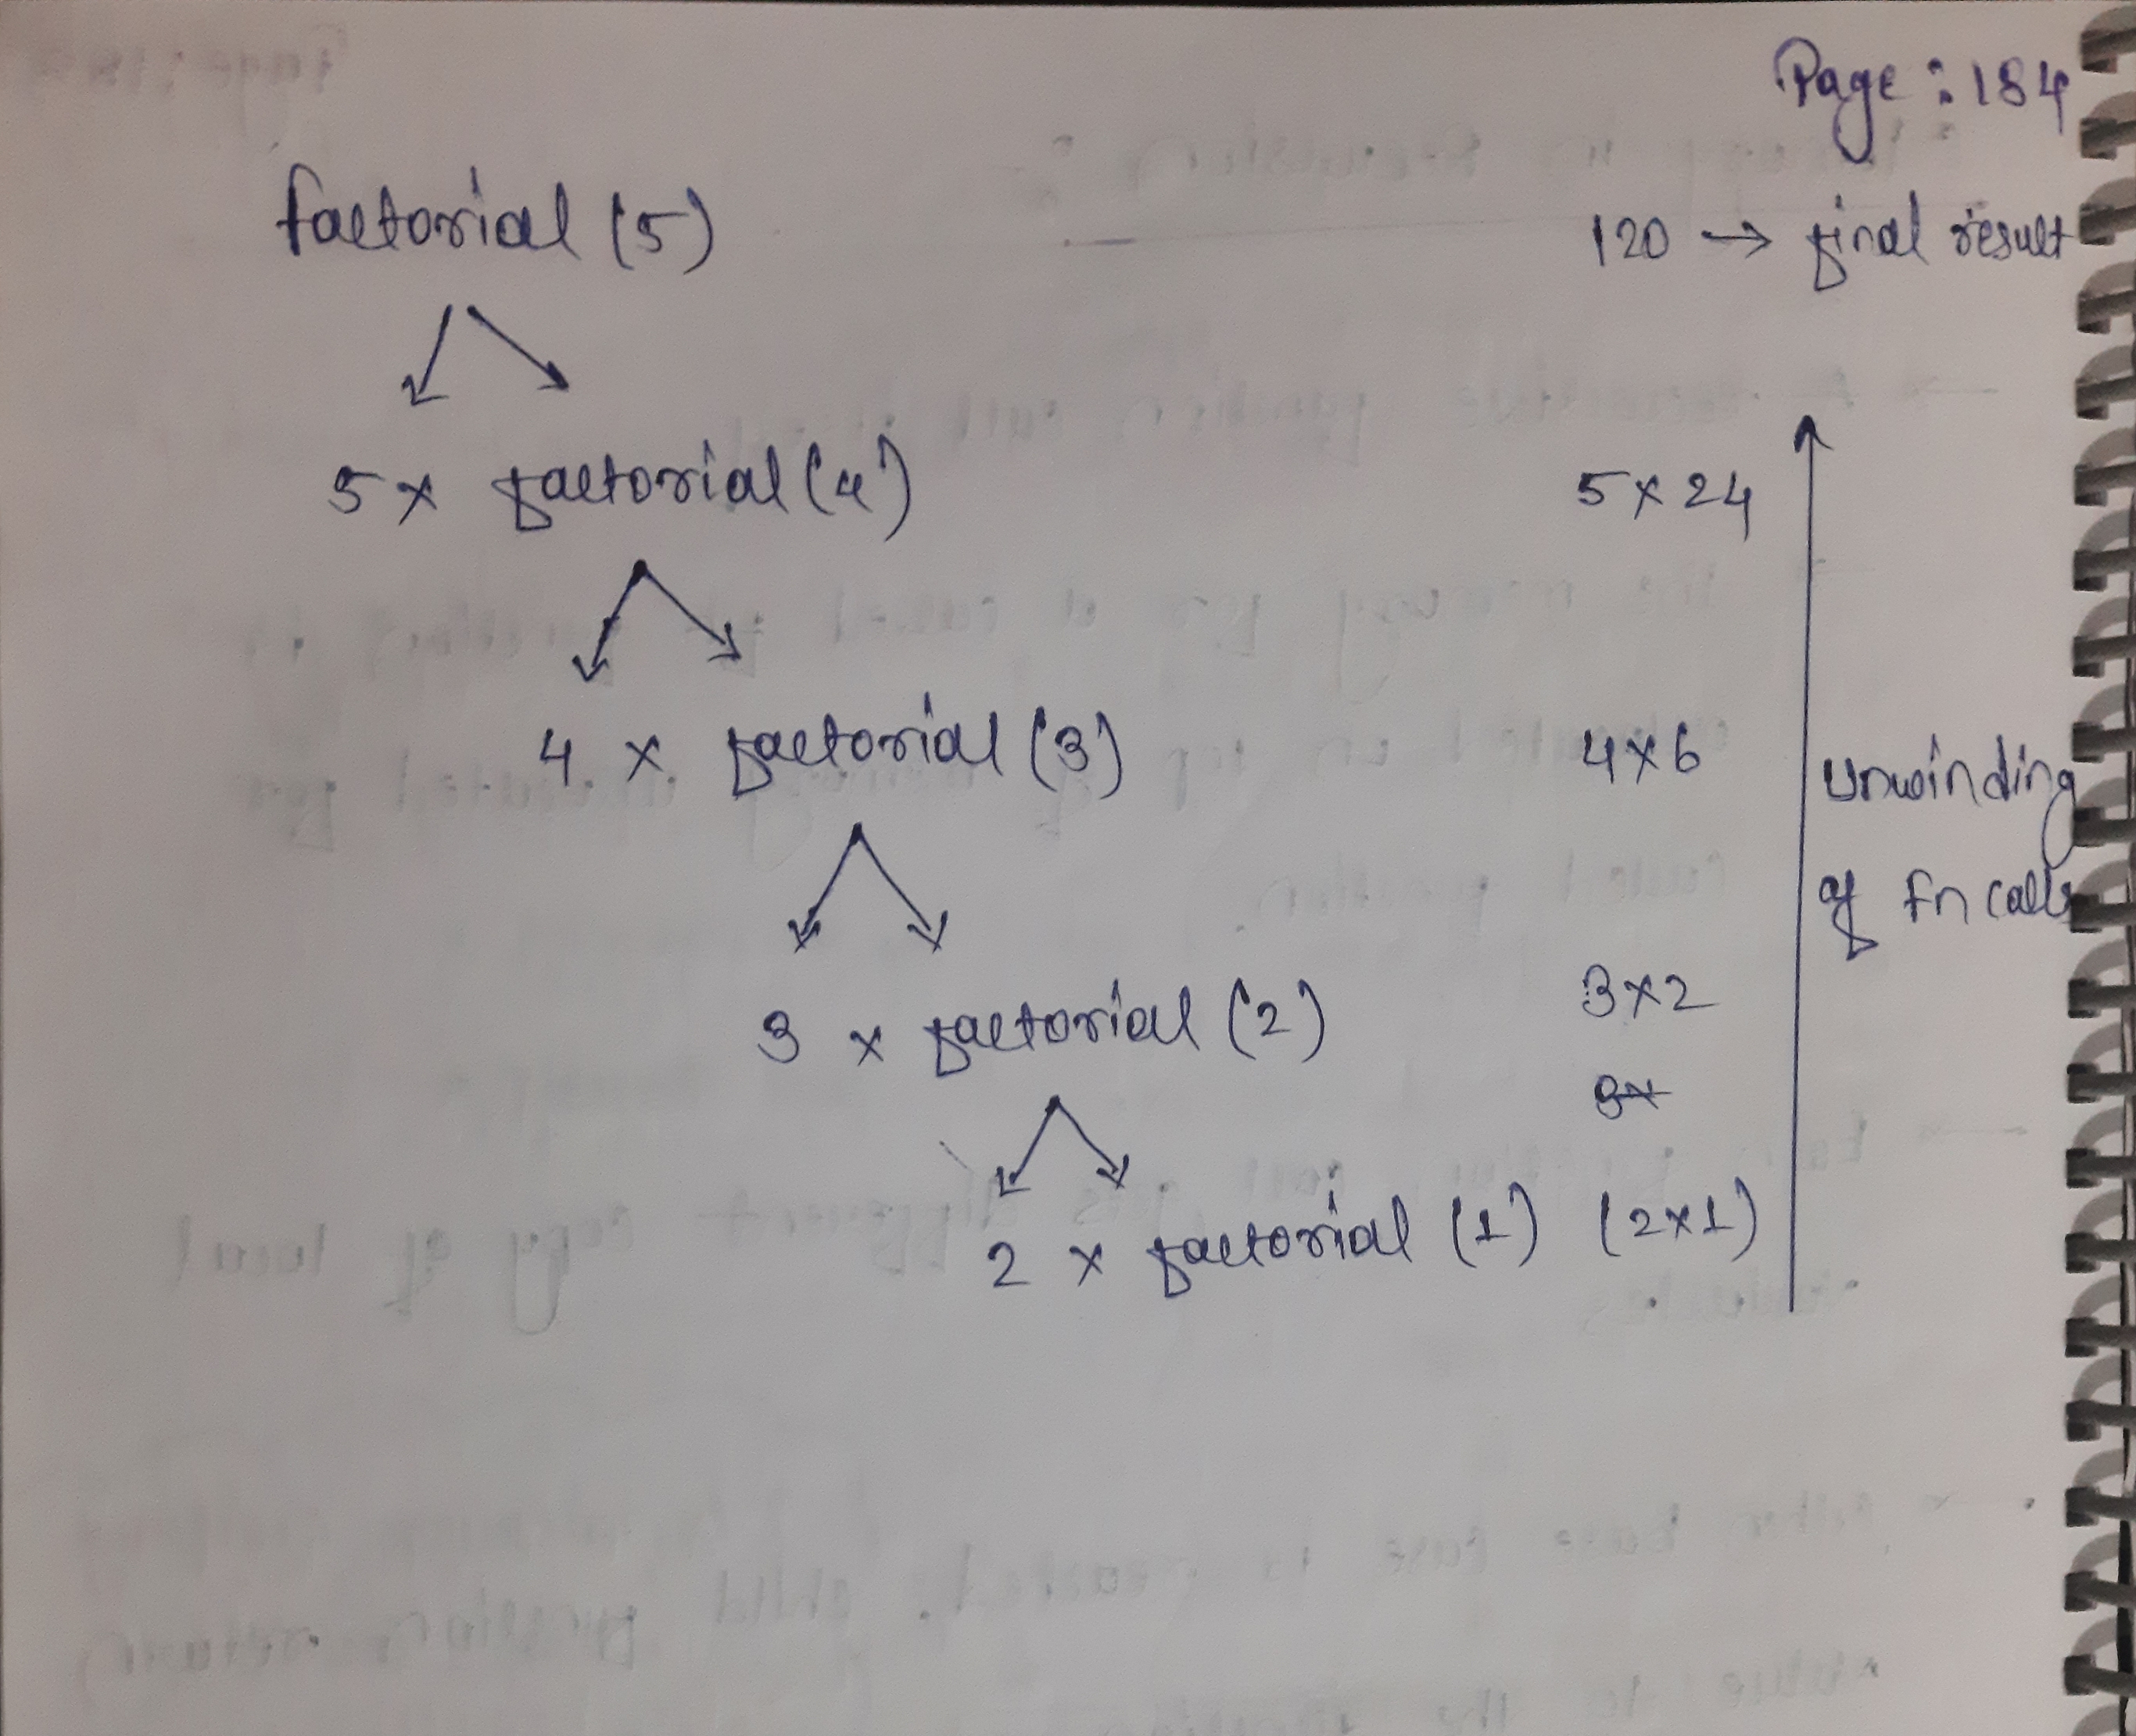 Page : 184
factorial (5) 120 → final result
5 x factorial (4) 5 x 24
4 x factorial (3) 4 x 6
unwinding
of fn calls
3 x factorial (2) 3 x 2
3x
2 x factorial (1) (2 x 1)